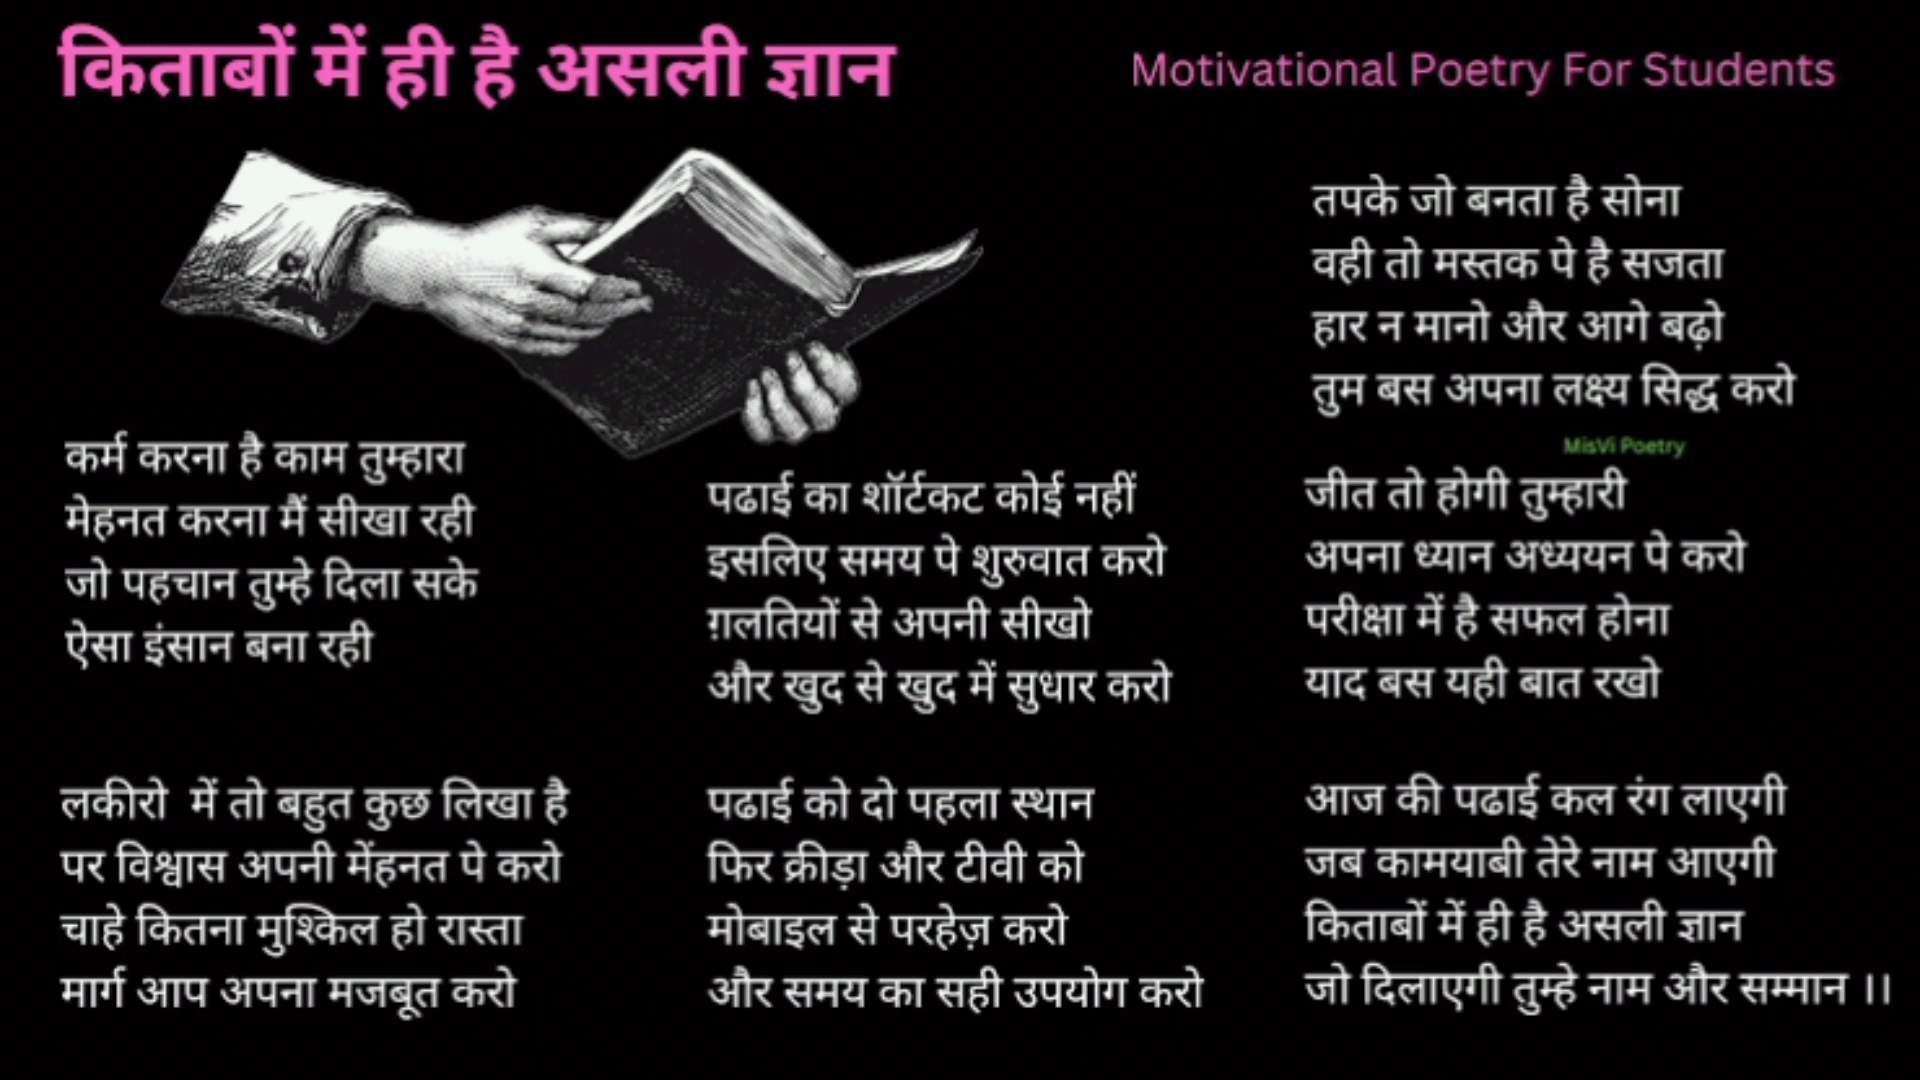 किताबों में ही है असली ज्ञान
Motivational Poetry For Students
कर्म करना है काम तुम्हारा
मेहनत करना मैं सीखा रही
जो पहचान तुम्हे दिला सके
ऐसा इंसान बना रही
लकीरो में तो बहुत कुछ लिखा है
पर विश्वास अपनी मेंहनत पे करो
चाहे कितना मुश्किल हो रास्ता
मार्ग आप अपना मजबूत करो
पढाई का शॉर्टकट कोई नहीं
इसलिए समय पे शुरुवात करो
ग़लतियों से अपनी सीखो
और खुद से खुद में सुधार करो
पढाई को दो पहला स्थान
फिर क्रीड़ा और टीवी को
मोबाइल से परहेज़ करो
और समय का सही उपयोग करो
तपके जो बनता है सोना
वही तो मस्तक पे है सजता
हार न मानो और आगे बढ़ो
तुम बस अपना लक्ष्य सिद्ध करो
MisVi Poetry
जीत तो होगी तुम्हारी
अपना ध्यान अध्ययन पे करो
परीक्षा में है सफल होना
याद बस यही बात रखो
आज की पढाई कल रंग लाएगी
जब कामयाबी तेरे नाम आएगी
किताबों में ही है असली ज्ञान
जो दिलाएगी तुम्हे नाम और सम्मान ।।